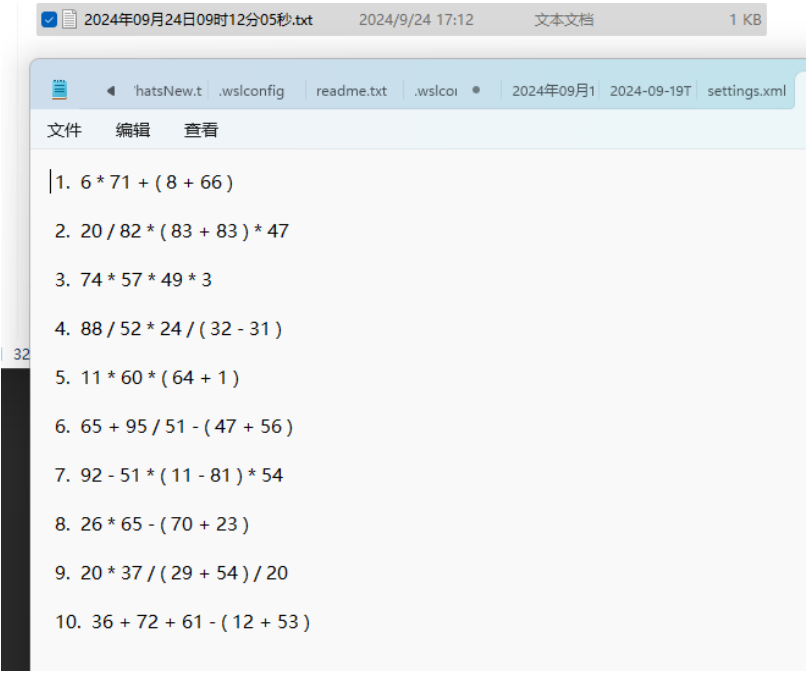 2024年09月24日09时12分05秒.txt 2024/9/24 17:12 文本文档 1 KB
'hatsNew.t .wslconfig readme.txt .wslcoı 2024年09月1 2024-09-19T settings.xml
文件 编辑 查看
1. 6 * 71 + ( 8 + 66 )
2. 20 / 82 * ( 83 + 83 ) * 47
3. 74 * 57 * 49 * 3
4. 88 / 52 * 24 / ( 32 - 31 )
32
5. 11 * 60 * ( 64 + 1 )
6. 65 + 95 / 51 - ( 47 + 56 )
7. 92 - 51 * ( 11 - 81 ) * 54
8. 26 * 65 - ( 70 + 23 )
9. 20 * 37 / ( 29 + 54 ) / 20
10. 36 + 72 + 61 - ( 12 + 53 )